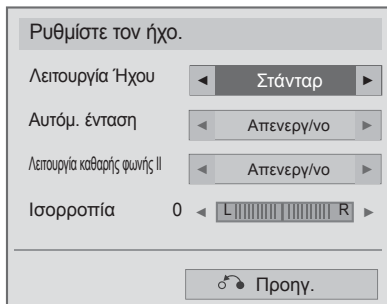 Ρυθμίστε τον ήχο.
Λειτουργία Ήχου ◄ Στάνταρ ►
Αυτόμ. ένταση ◄ Απενεργ/νο ►
Λειτουργία καθαρής φωνής II ◄ Απενεργ/νο ►
Ισορροπία 0 ◄ L R ►
Προηγ.